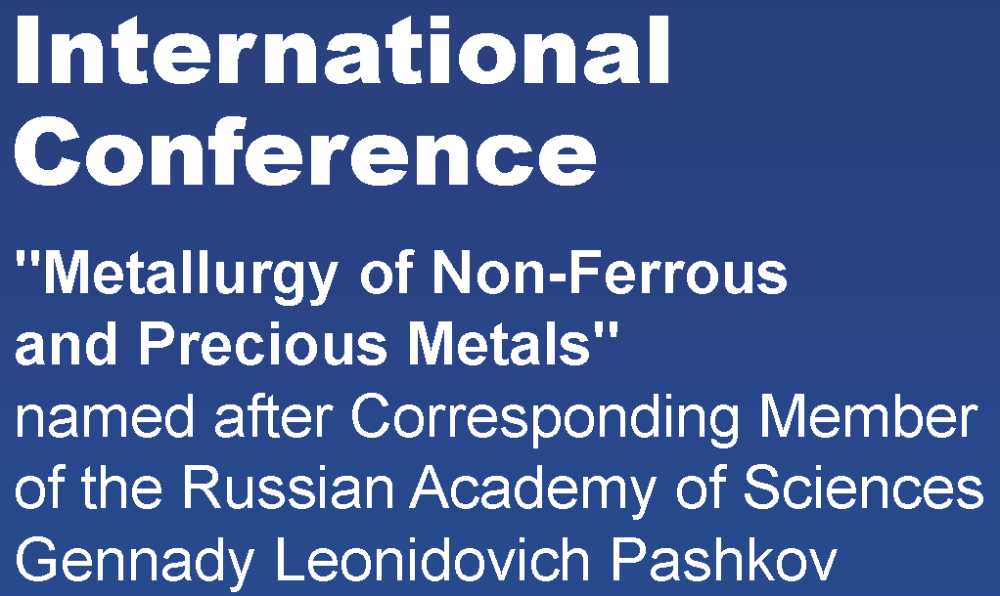 International
Conference
"Metallurgy of Non-Ferrous
and Precious Metals"
named after Corresponding Member
of the Russian Academy of Sciences
Gennady Leonidovich Pashkov